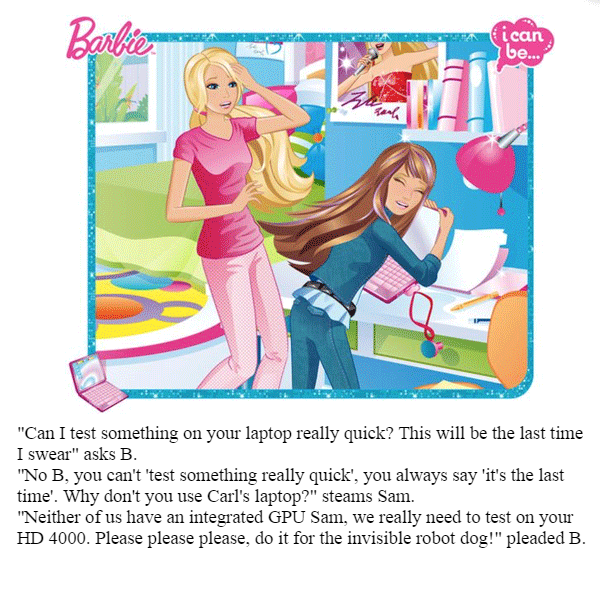 Barbie
i can
be...
"Can I test something on your laptop really quick? This will be the last time
I swear" asks B.
"No B, you can't 'test something really quick', you always say 'it's the last
time'. Why don't you use Carl's laptop?" steams Sam.
"Neither of us have an integrated GPU Sam, we really need to test on your
HD 4000. Please please please, do it for the invisible robot dog!" pleaded B.